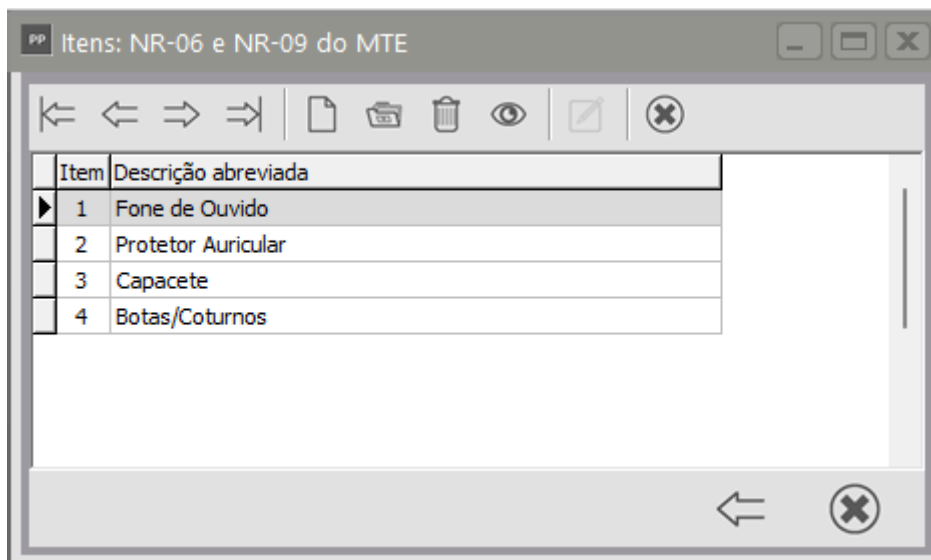 PP Itens: NR-06 e NR-09 do MTE
Item Descrição abreviada
1 Fone de Ouvido
2 Protetor Auricular
3 Capacete
4 Botas/Coturnos